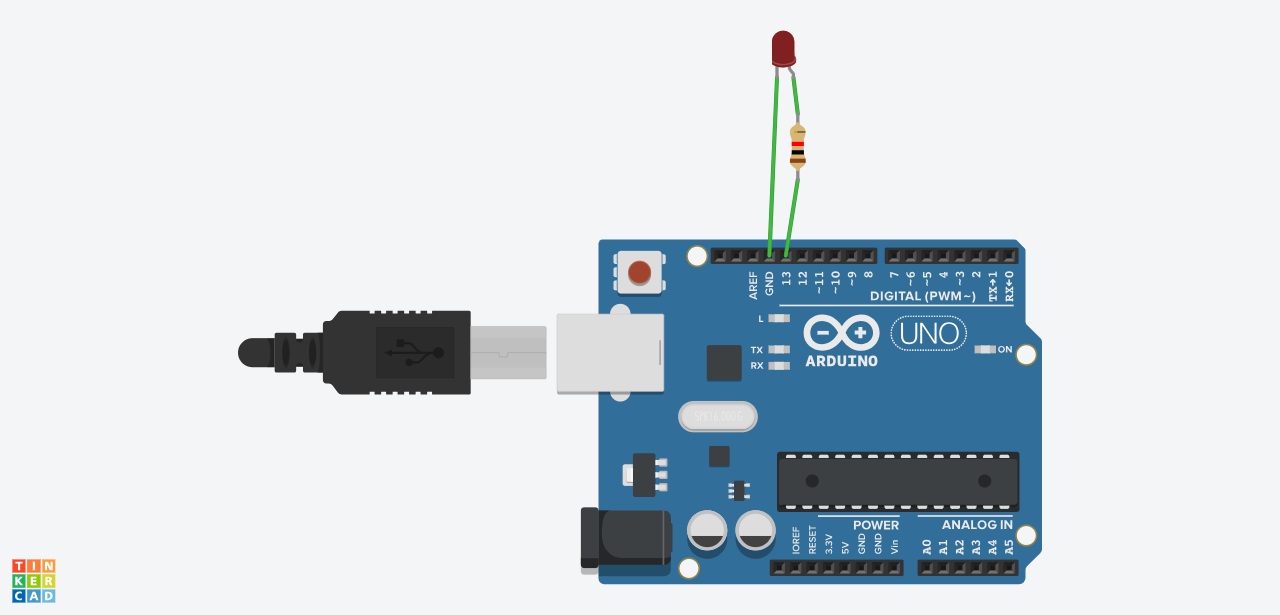 AREF
GND
13
12
~11
~10
~9
8
7
~6
~5
4
~3
2
TX→1
RX←0
DIGITAL (PWM~)
L
TX
RX
UNO
ARDUINO
ON
POWER
ANALOG IN
IOREF
RESET
3.3V
5V
GND
GND
Vin
A0
A1
A2
A3
A4
A5
TIN
KER
CAD